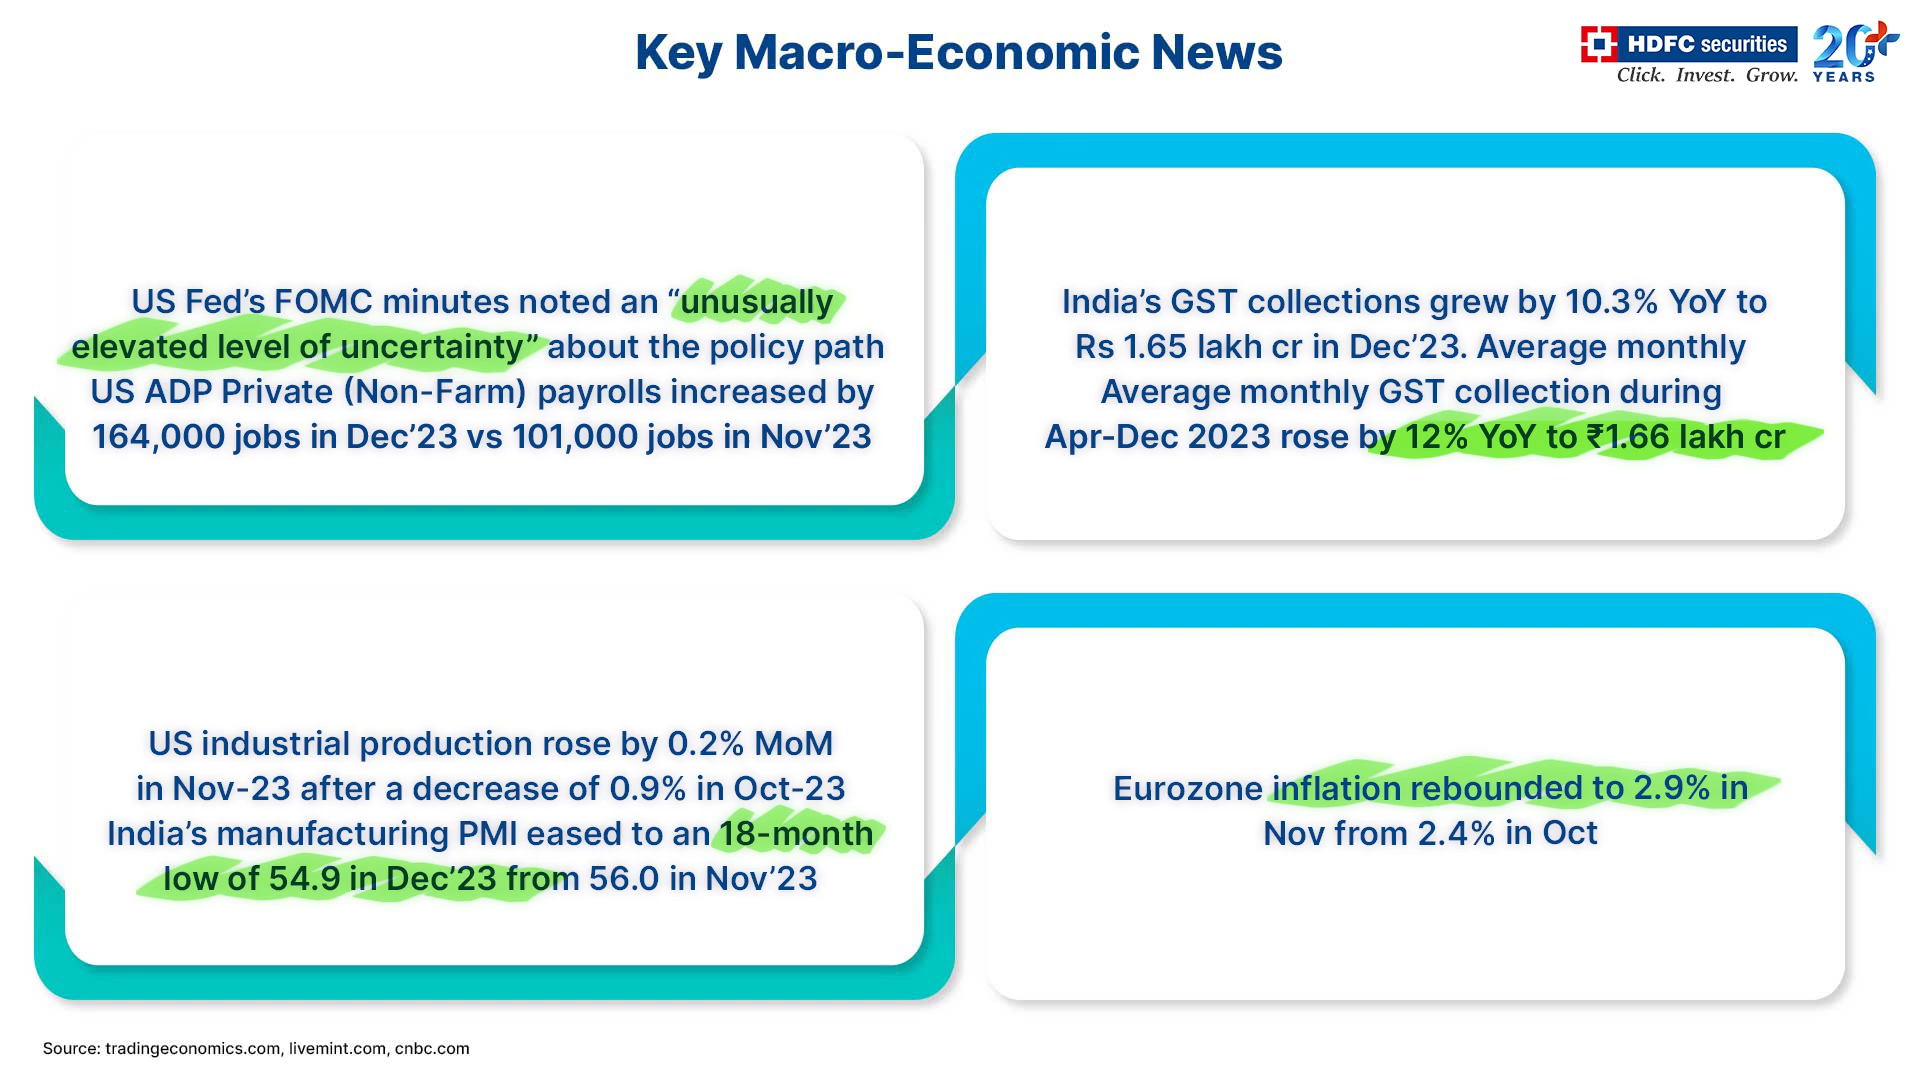 Key Macro-Economic News
HDFC securities
Click. Invest. Grow.
20
YEARS
US Fed’s FOMC minutes noted an “unusually
elevated level of uncertainty” about the policy path
US ADP Private (Non-Farm) payrolls increased by
164,000 jobs in Dec’23 vs 101,000 jobs in Nov’23
India’s GST collections grew by 10.3% YoY to
Rs 1.65 lakh cr in Dec’23. Average monthly
Average monthly GST collection during
Apr-Dec 2023 rose by 12% YoY to ₹1.66 lakh cr
US industrial production rose by 0.2% MoM
in Nov-23 after a decrease of 0.9% in Oct-23
India’s manufacturing PMI eased to an 18-month
low of 54.9 in Dec’23 from 56.0 in Nov’23
Eurozone inflation rebounded to 2.9% in
Nov from 2.4% in Oct
Source: tradingeconomics.com, livemint.com, cnbc.com